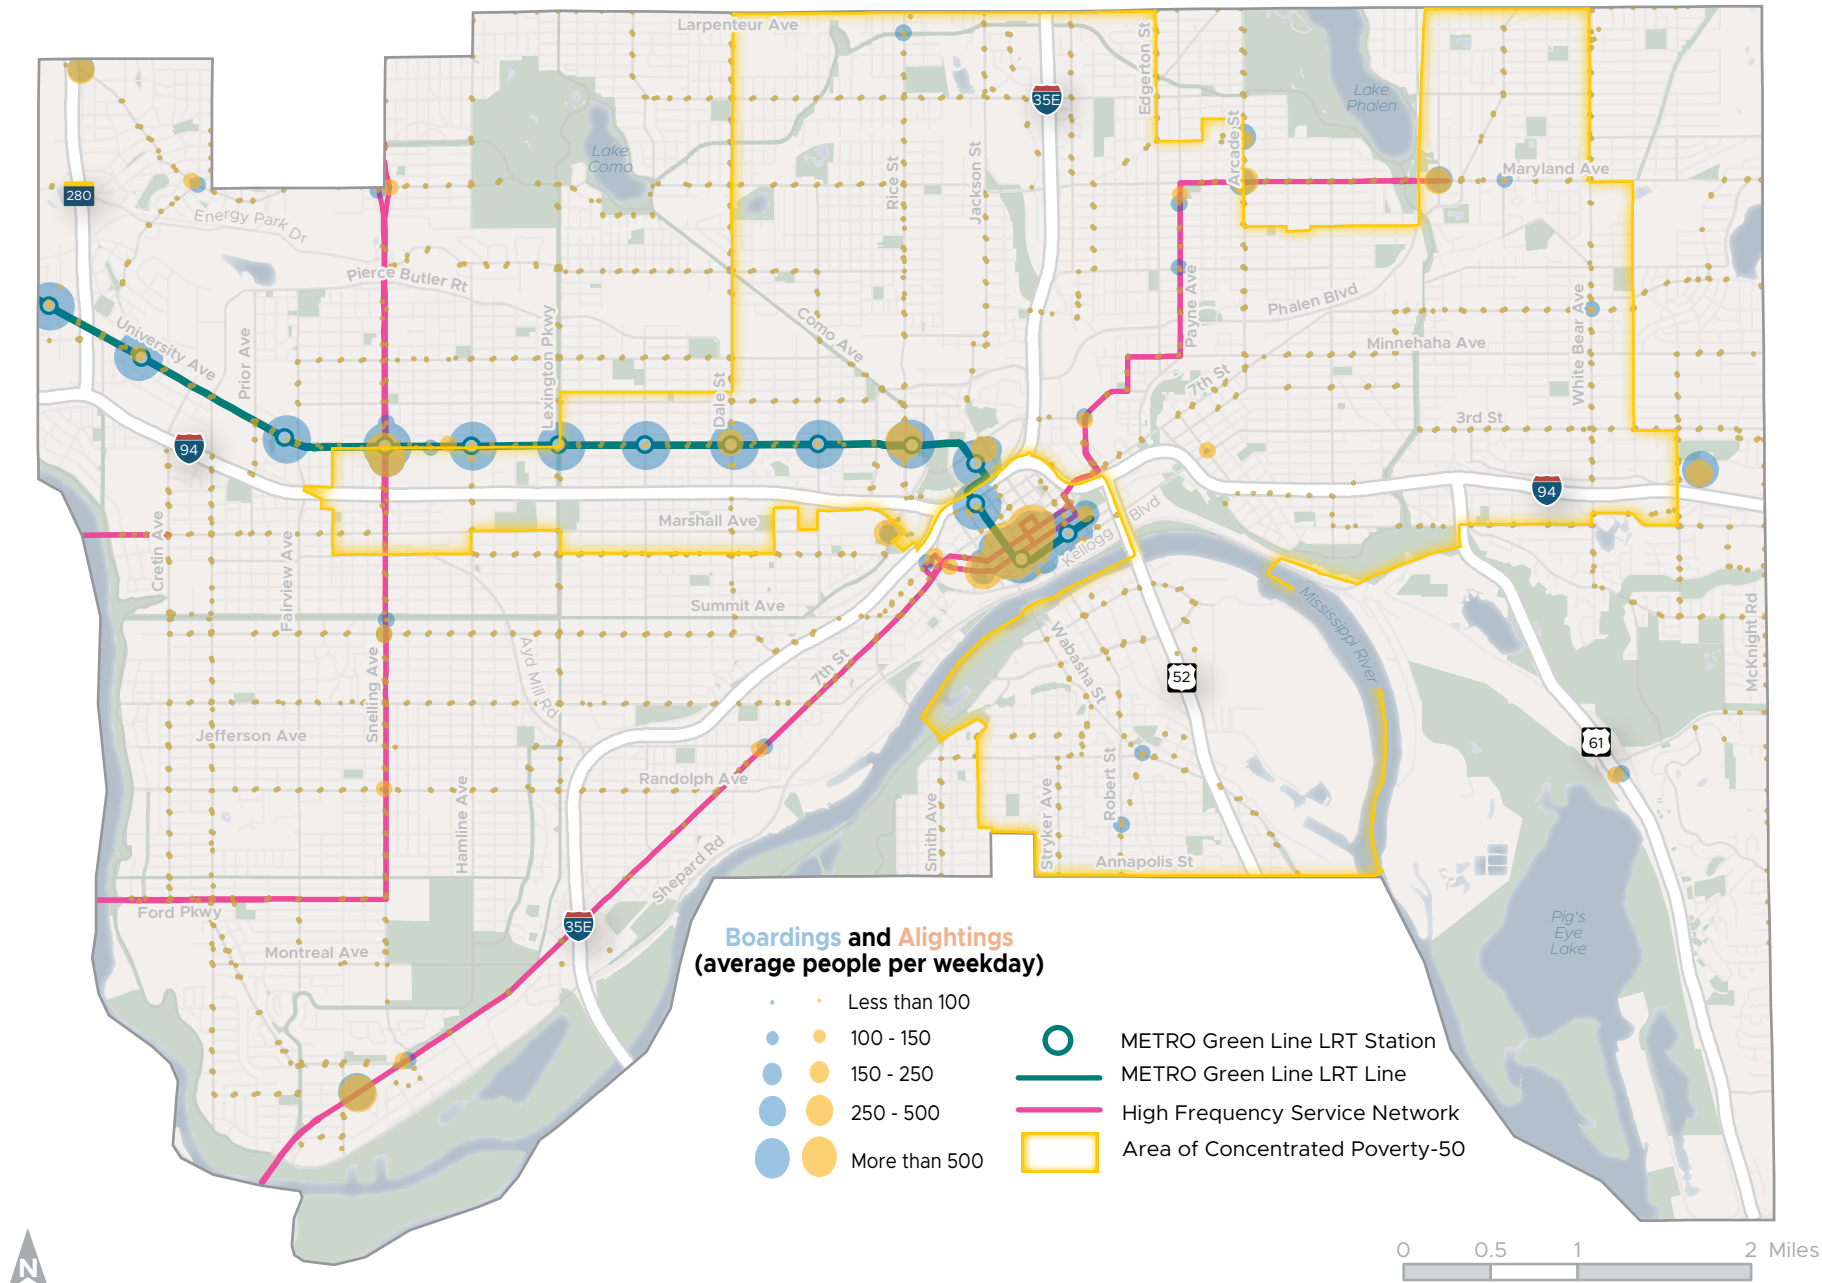 Larpenteur Ave
Edgerton St
35E
Lake
Phalen
Lake
Como
Rice St
Jackson St
Arcade St
Maryland Ave
280
Energy Park Dr
Pierce Butler Rt
Lexington Pkwy
Como Ave
Payne Ave
Phalen Blvd
White Bear Ave
University Ave
Prior Ave
Dale St
Minnehaha Ave
7th St
3rd St
94
94
Marshall Ave
Kellogg Blvd
Cretin Ave
Fairview Ave
Summit Ave
Mississippi River
McKnight Rd
Ayd Mill Rd
Wabasha St
7th St
52
Snelling Ave
Jefferson Ave
61
Randolph Ave
Hamline Ave
Smith Ave
Stryker Ave
Robert St
Shepard Rd
Annapolis St
Ford Pkwy
35E
Pig's
Eye
Lake
Montreal Ave
Boardings and Alightings
(average people per weekday)
Less than 100
100 - 150
150 - 250
250 - 500
More than 500
METRO Green Line LRT Station
METRO Green Line LRT Line
High Frequency Service Network
Area of Concentrated Poverty-50
N
0 0.5 1 2 Miles